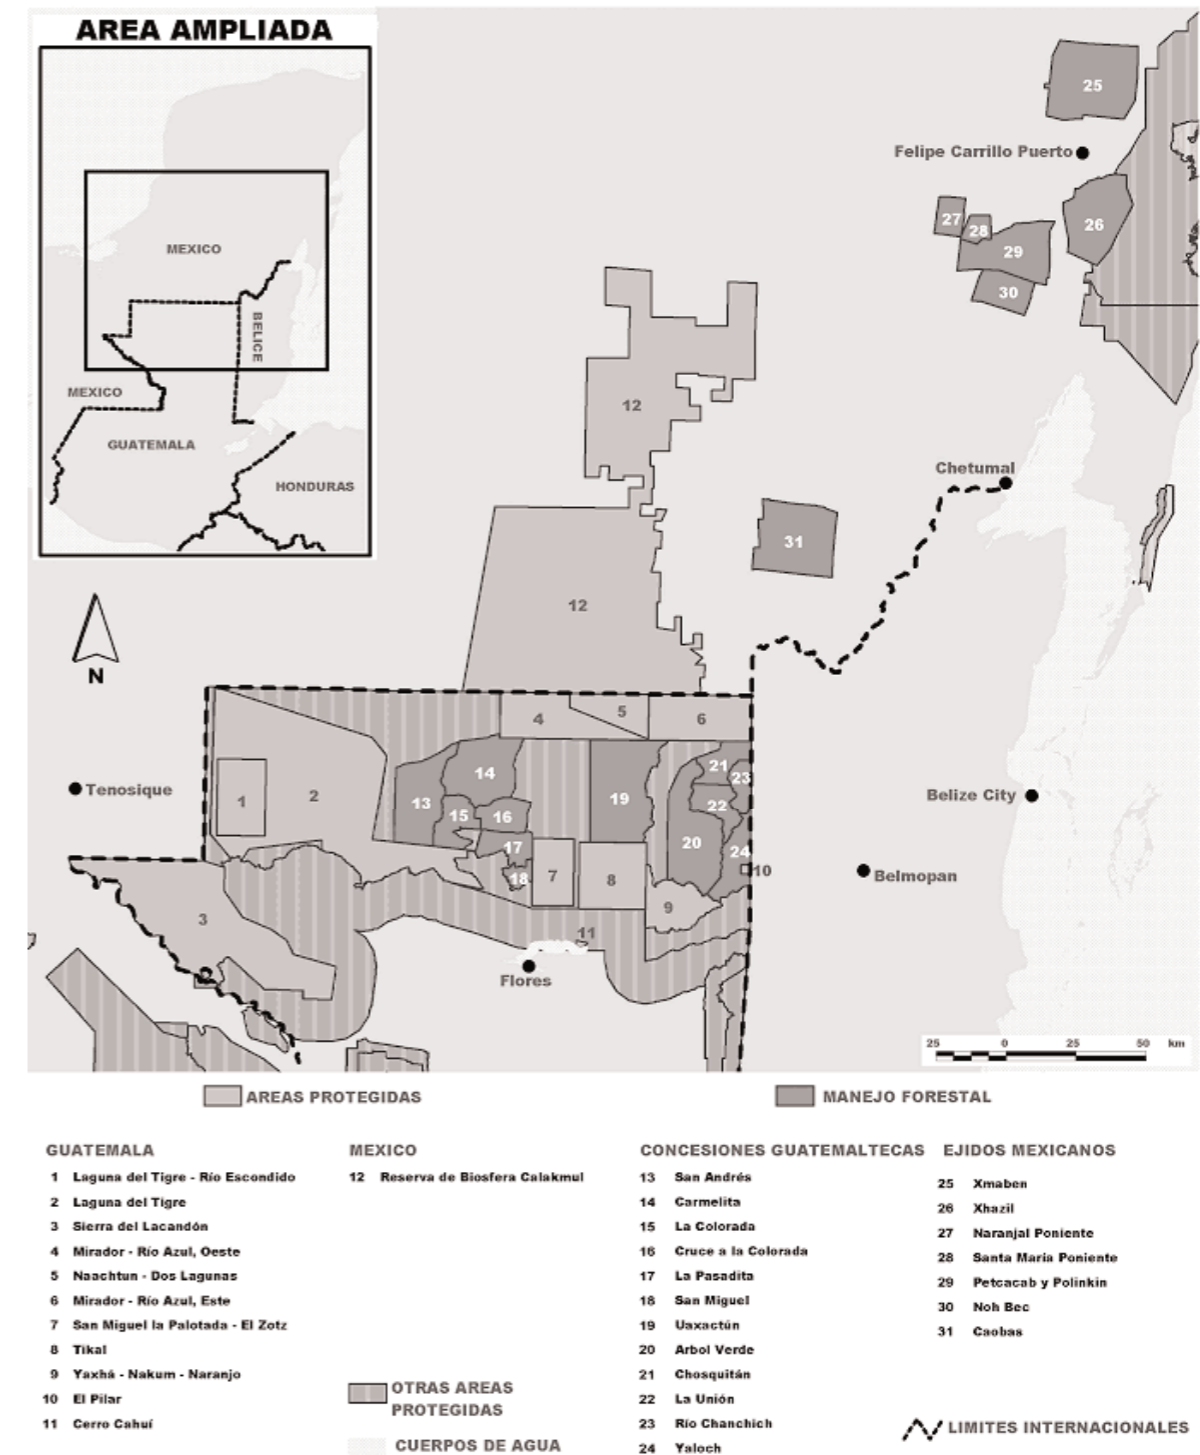 AREA AMPLIADA
MEXICO
BELICE
MEXICO
GUATEMALA
HONDURAS
N
25
Felipe Carrillo Puerto
27
28
26
29
30
12
Chetumal
31
12
4
5
6
Tenosique
1
2
14
13
15
16
17
18
19
21
23
22
20
24
10
Belize City
Belmopan
7
8
9
3
11
Flores
25 0 25 50 km
AREAS PROTEGIDAS
MANEJO FORESTAL
GUATEMALA
1 Laguna del Tigre - Río Escondido
2 Laguna del Tigre
3 Sierra del Lacandón
4 Mirador - Río Azul, Oeste
5 Naachtun - Dos Lagunas
6 Mirador - Río Azul, Este
7 San Miguel la Palotada - El Zotz
8 Tikal
9 Yaxhá - Nakum - Naranjo
10 El Pilar
11 Cerro Cahuí
MEXICO
12 Reserva de Biosfera Calakmul
OTRAS AREAS
PROTEGIDAS
CUERPOS DE AGUA
CONCESIONES GUATEMALTECAS
13 San Andrés
14 Carmelita
15 La Colorada
16 Cruce a la Colorada
17 La Pasadita
18 San Miguel
19 Uaxactún
20 Arbol Verde
21 Chosquitán
22 La Unión
23 Río Chanchich
24 Yaloch
EJIDOS MEXICANOS
25 Xmaben
26 Xhazil
27 Naranjal Poniente
28 Santa María Poniente
29 Petcacab y Polinkin
30 Noh Bec
31 Caobas
LIMITES INTERNACIONALES